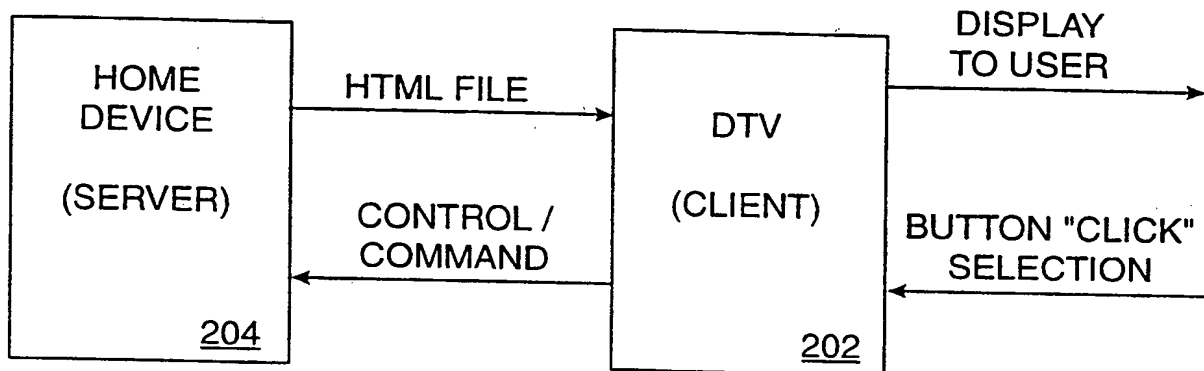 HOME
DEVICE
(SERVER)
204
HTML FILE
CONTROL /
COMMAND
DTV
(CLIENT)
202
DISPLAY
TO USER
BUTTON "CLICK"
SELECTION